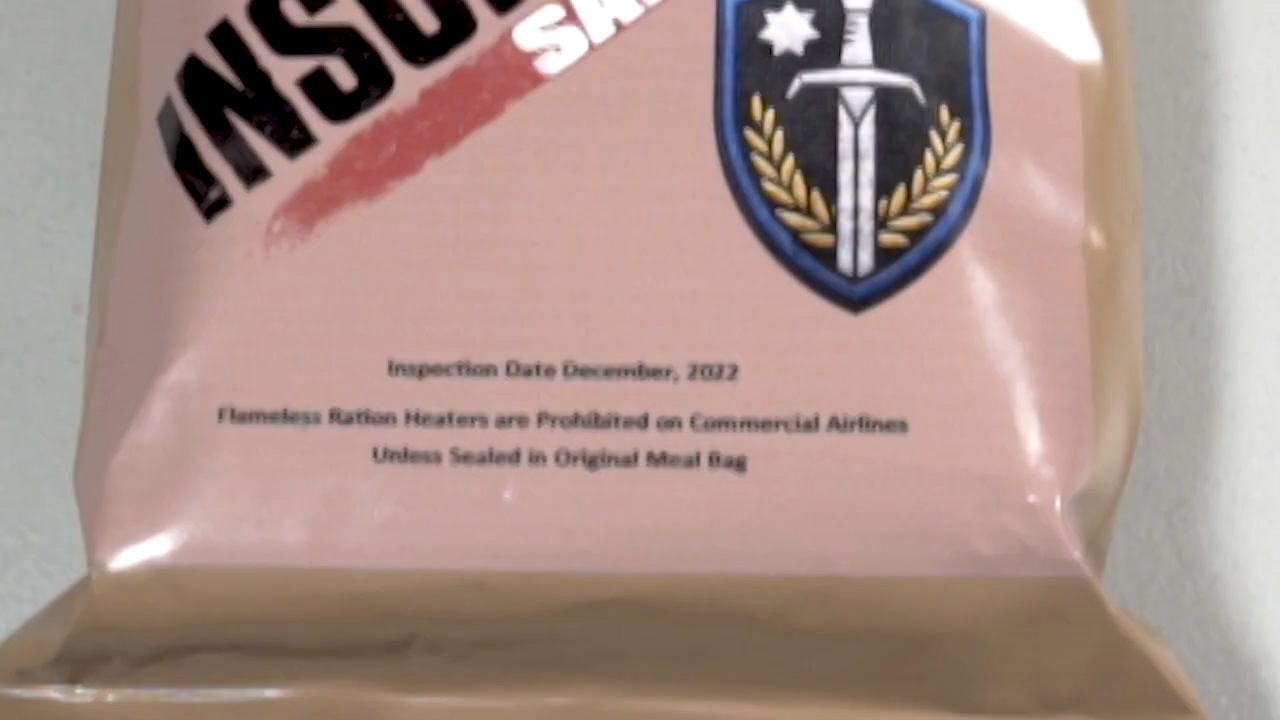 Inspection Date December, 2022
Flameless Ration Heaters are Prohibited on Commercial Airlines
Unless Sealed in Original Meal Bag